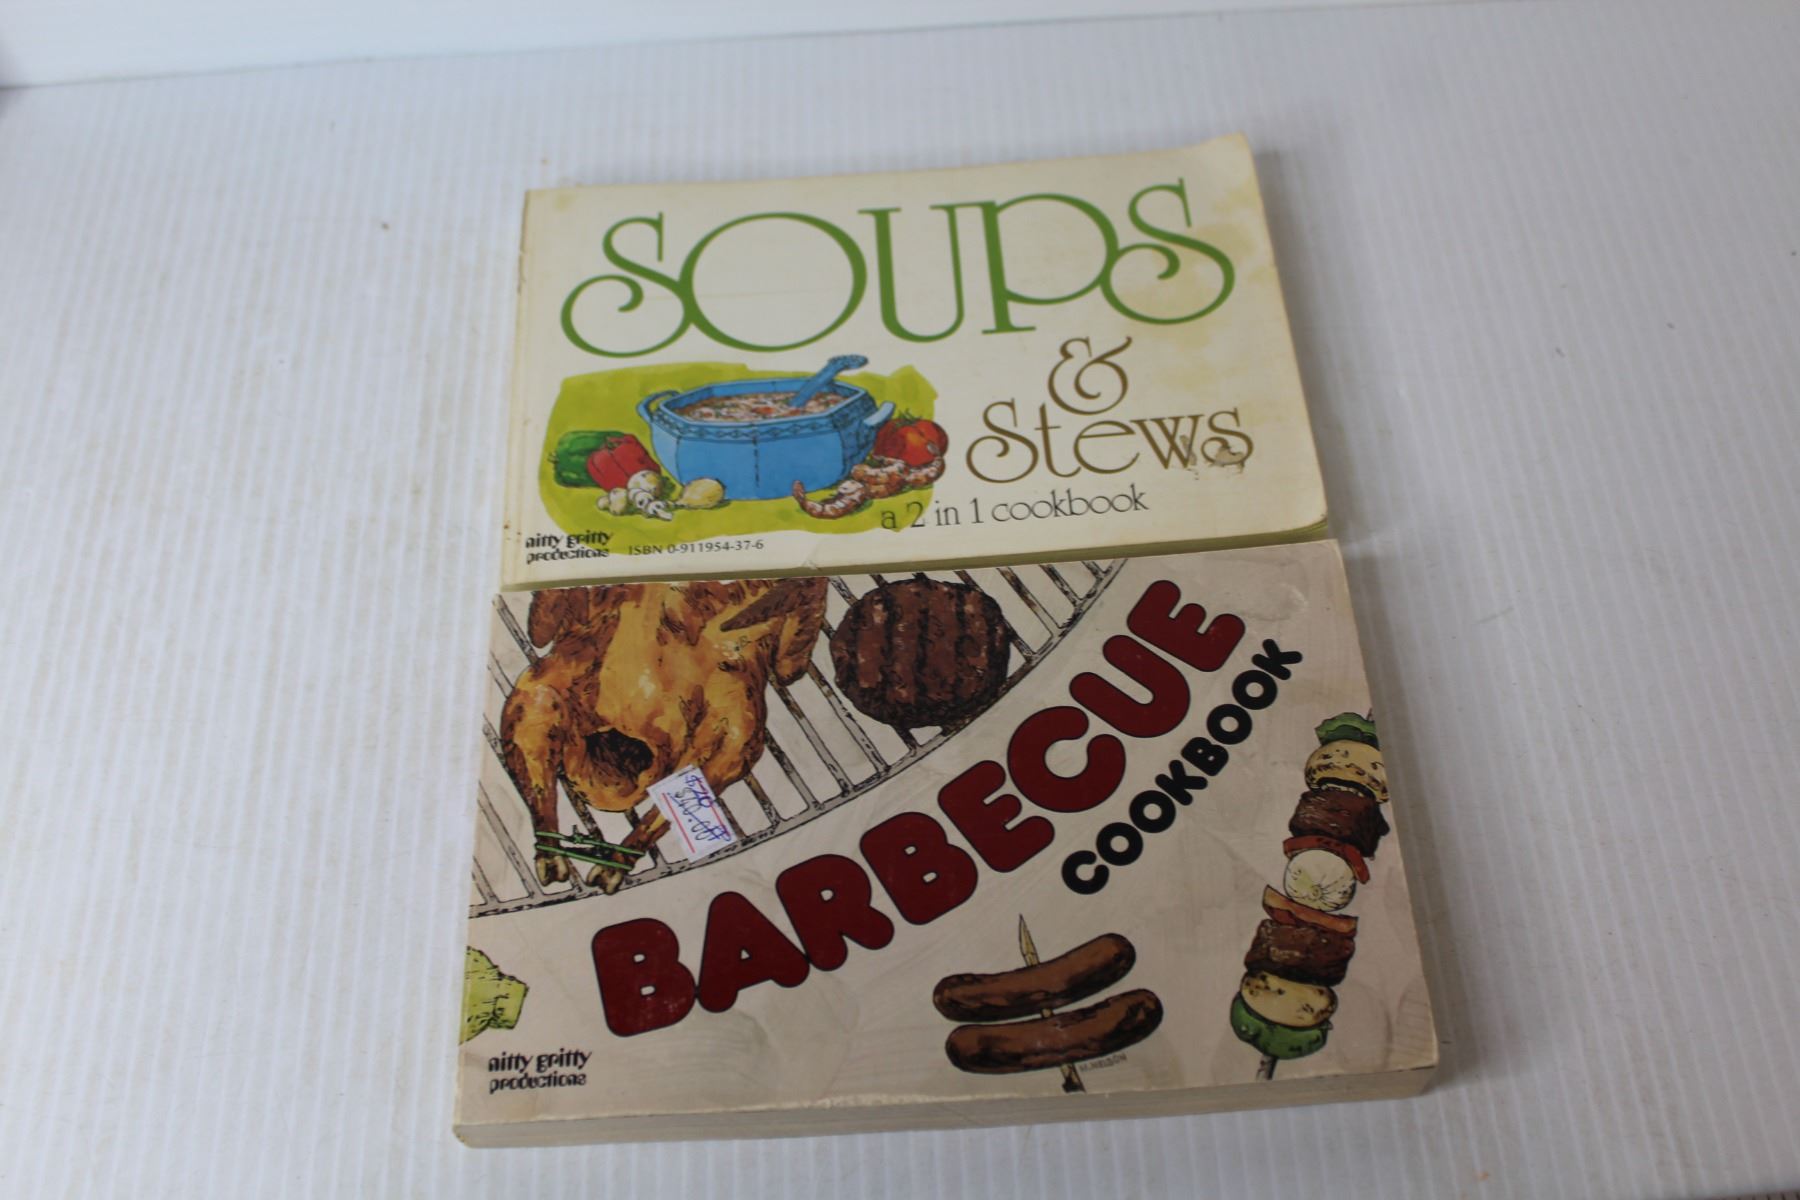 SOUPS
&
Stews
a 2 in 1 cookbook
nitty gritty
productions
ISBN 0-911954-37-6
BARBECUE
COOKBOOK
M. NELSON
nitty gritty
productions